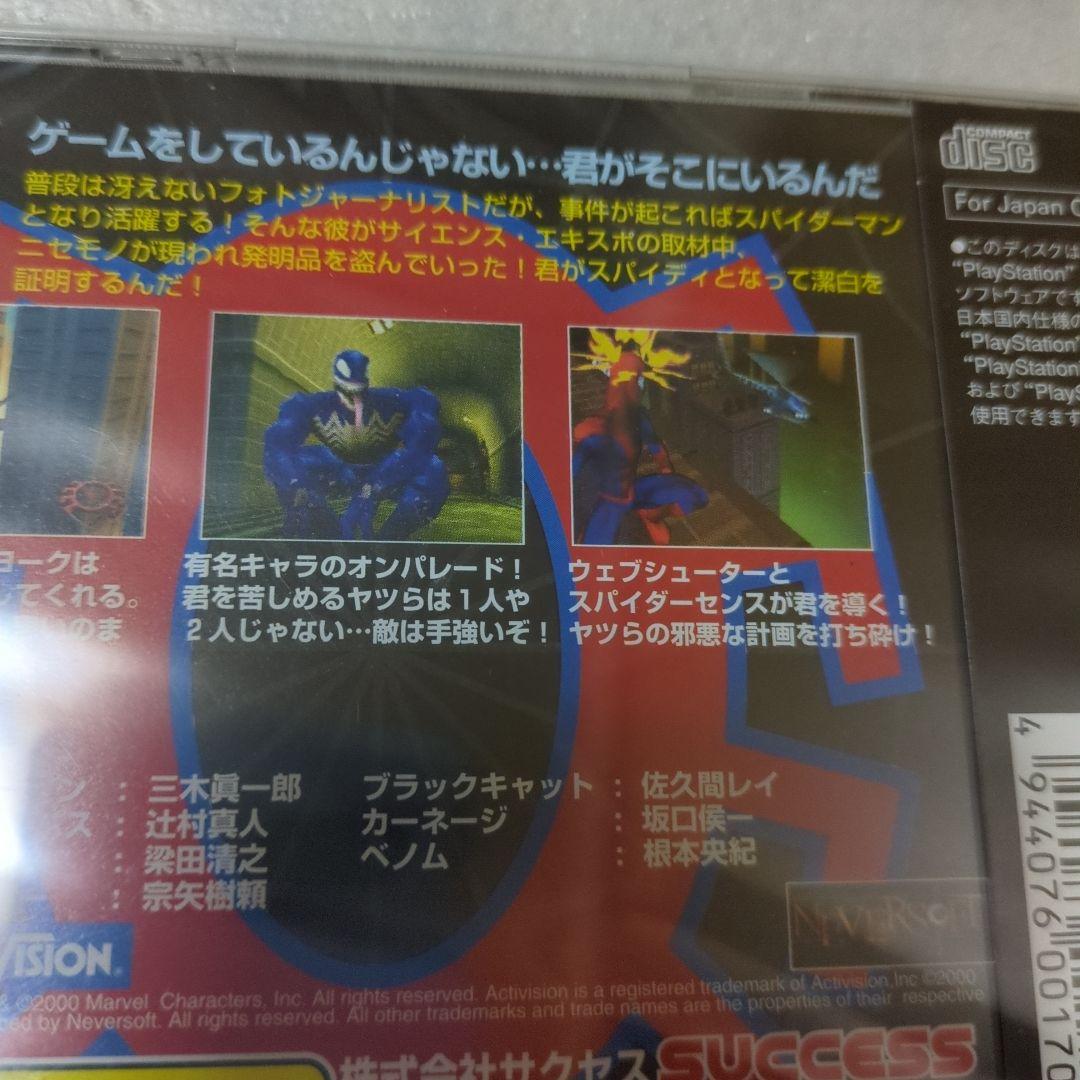 ゲームをしているんじゃない…君がそこにいるんだ
普段は冴えないフォトジャーナリストだが、事件が起これはスパイダーマン
となり活躍する！そんな彼がサイエンス・エキスポの取材中、
ニセモノが現われ発明品を盗んでいった！君がスパイディとなって潔白を
証明するんだ！
ヨークは
してくれる。
のま
有名キャラのオンパレード！
君を苦しめるヤツらは１人や
２人じゃない…敵は手強いぞ！
ウェブシューターと
スパイダーセンスが君を導く！
ヤツらの邪悪な計画を打ち砕け！
ン：三木眞一郎
ス：辻村真人
梁田清之
：宗矢樹頼
ブラックキャット：佐久間レイ
カーネージ：坂口侯一
ベノム：根本央紀
NEVERSOFT
VISION
& ©2000 Marvel Characters, Inc. All rights reserved. Activision is a registered trademark of Activision,Inc ©2000
ced by Neversoft. All rights reserved. All other trademarks and trade names are the properties of their respective
株式会社サクセス SUCCESS
COMPACT
disc
For Japan
●このディスクは
“PlayStation”
ソフトウェアです
日本国内仕様の
“PlayStation”
“PlayStation
および“PlayS
使用できます
4 944076 00170